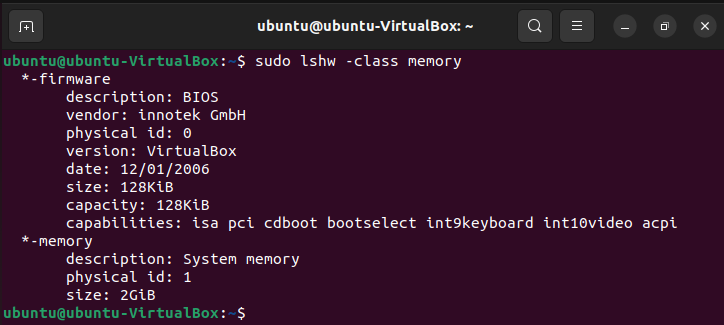 ubuntu@ubuntu-VirtualBox: ~
ubuntu@ubuntu-VirtualBox:~$ sudo lshw -class memory
  *-firmware
       description: BIOS
       vendor: innotek GmbH
       physical id: 0
       version: VirtualBox
       date: 12/01/2006
       size: 128KiB
       capacity: 128KiB
       capabilities: isa pci cdboot bootselect int9keyboard int10video acpi
  *-memory
       description: System memory
       physical id: 1
       size: 2GiB
ubuntu@ubuntu-VirtualBox:~$